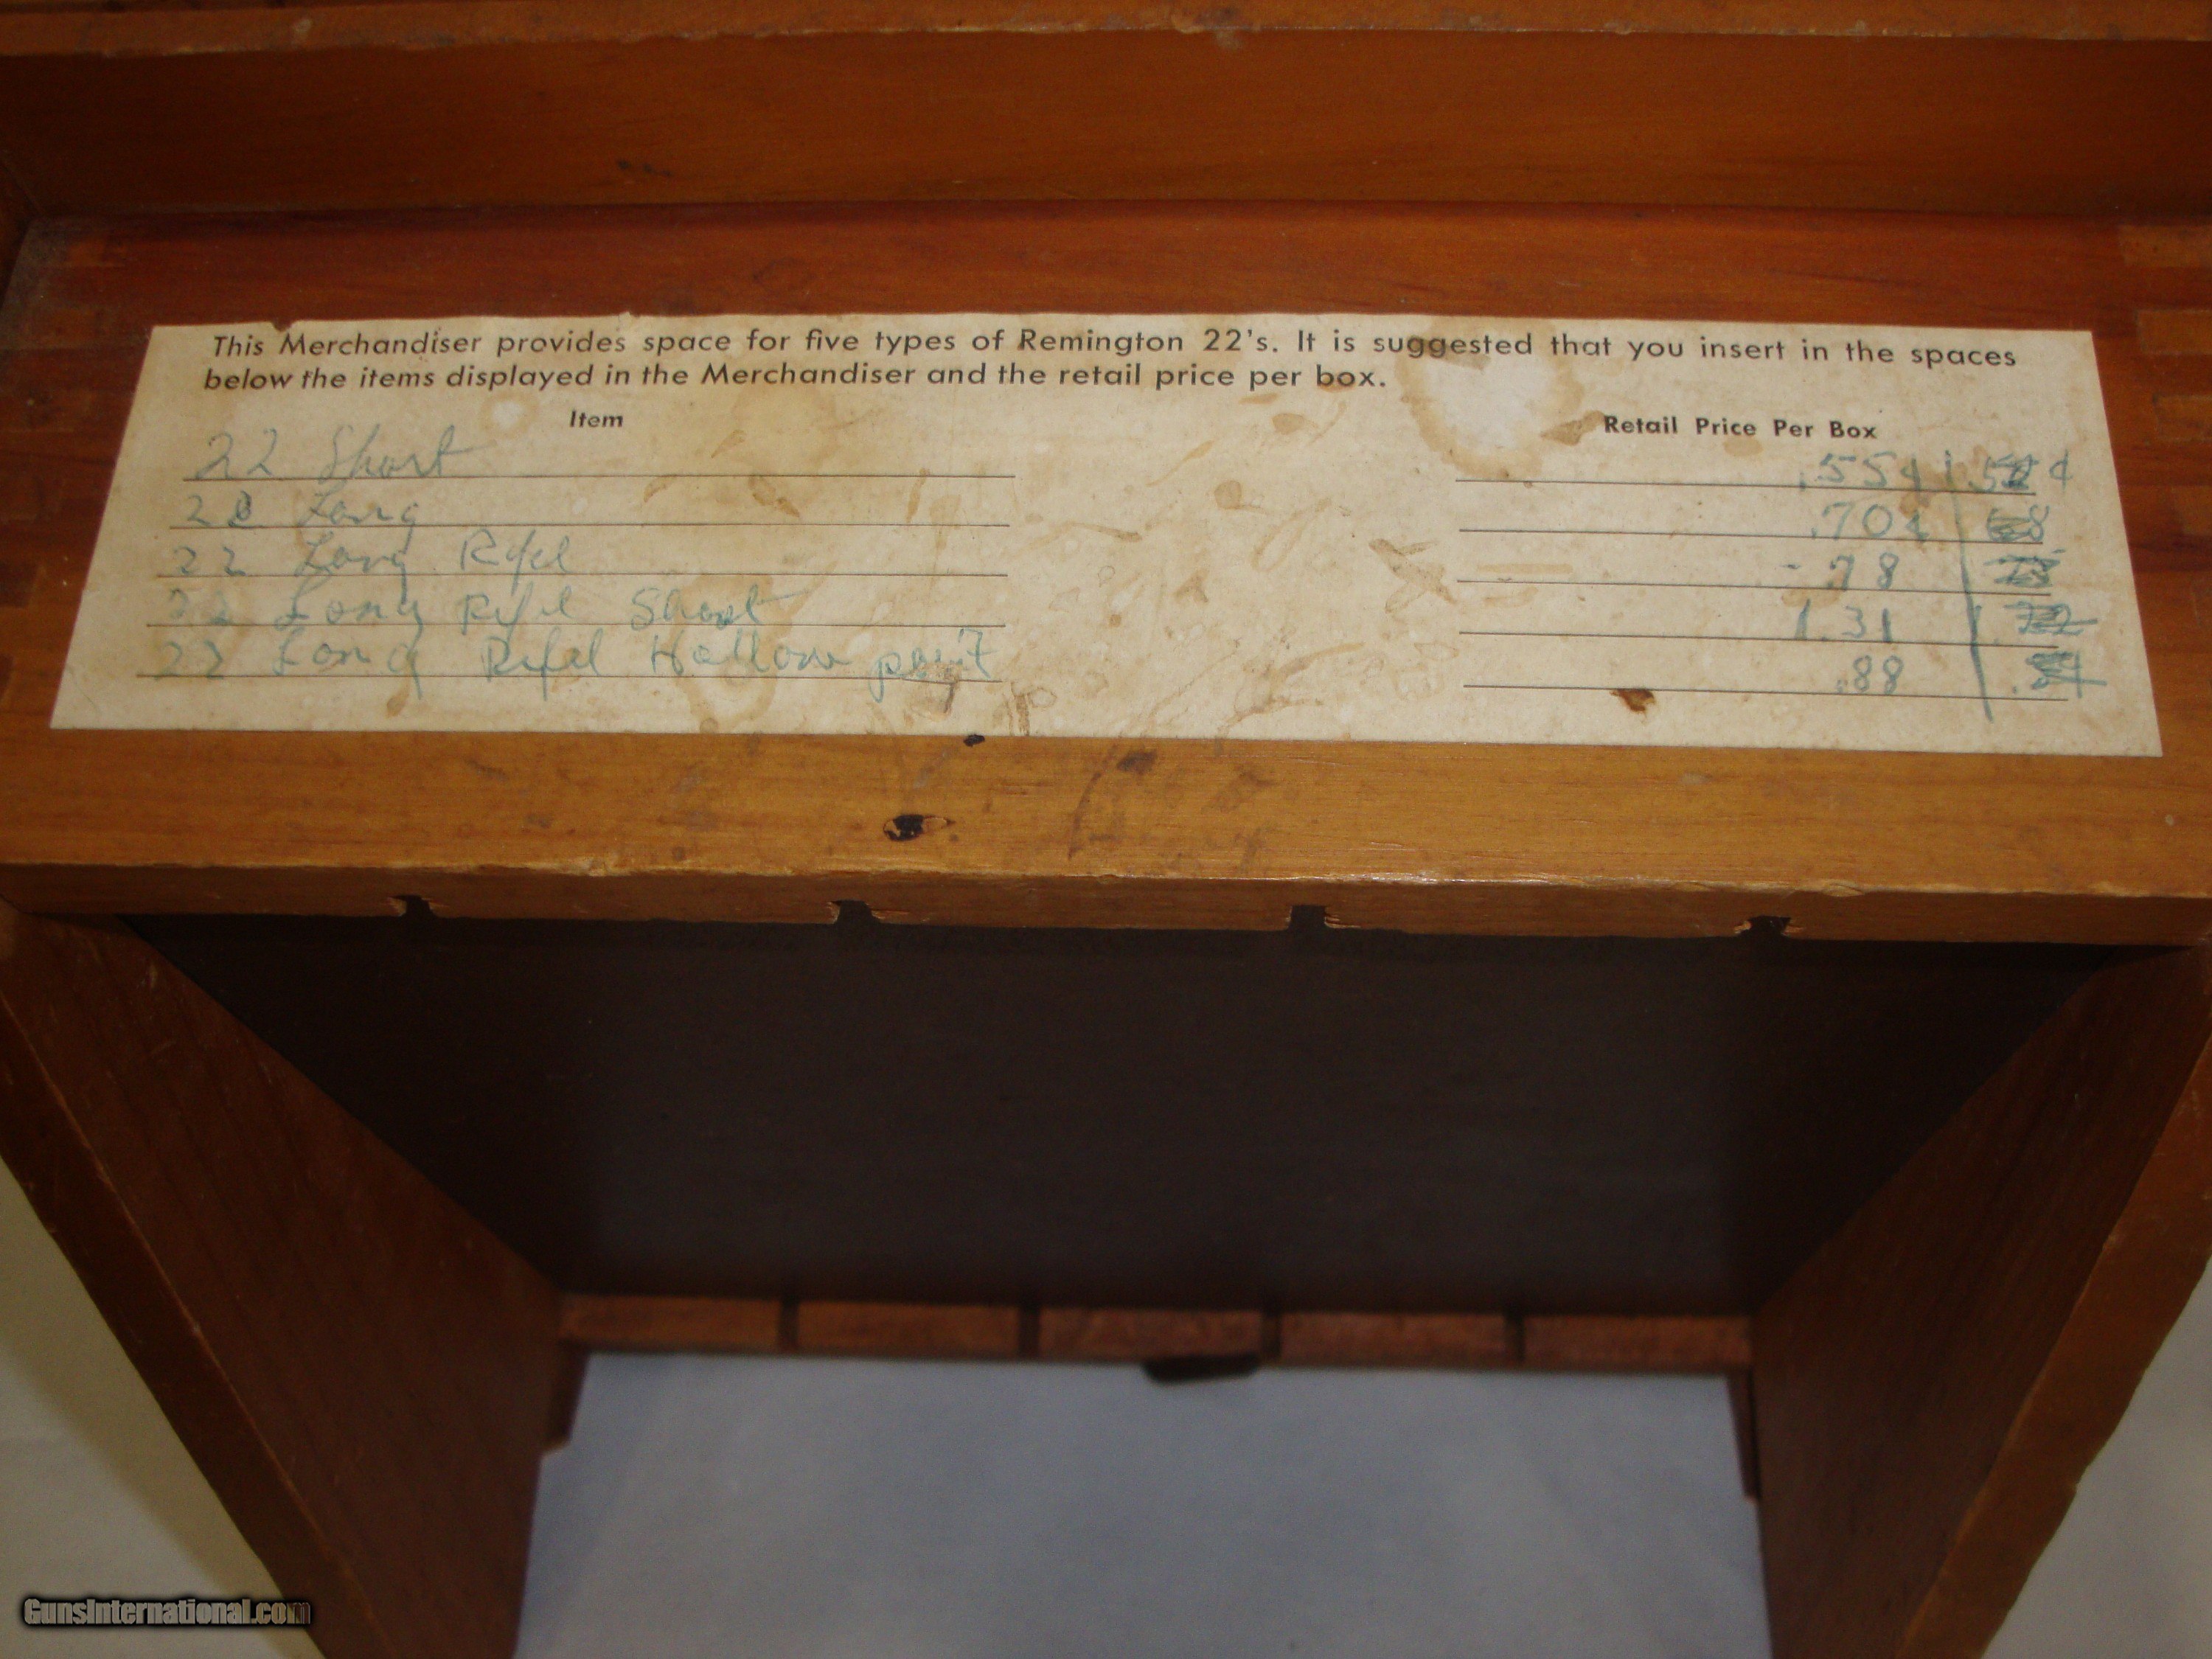 This Merchandiser provides space for five types of Remington 22's. It is suggested that you insert in the spaces
below the items displayed in the Merchandiser and the retail price per box.
Item Retail Price Per Box
22 Short .55¢
22 Long .70¢ 68
22 Long Rifel .78
22 Long Rifel Shot 1.31
22 Long Rifel Hollow point .88
GunsInternational.com